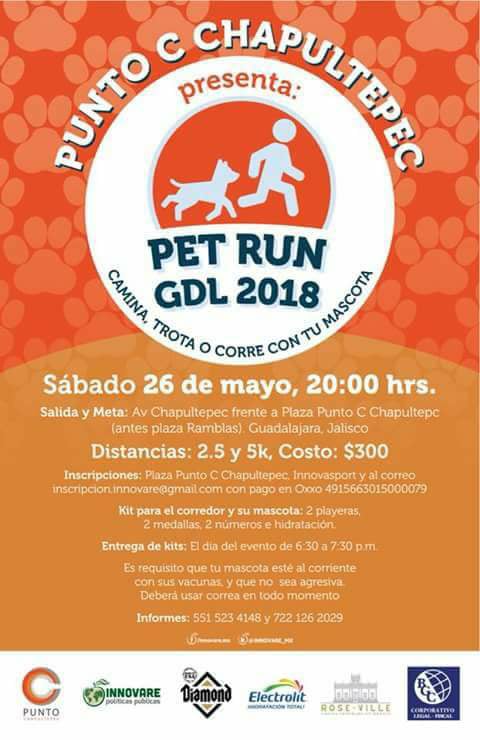 PUNTO C CHAPULTEPEC
presenta:
PET RUN
GDL 2018
CAMINA, TROTA O CORRE CON TU MASCOTA
Sábado 26 de mayo, 20:00 hrs.
Salida y Meta: Av Chapultepec frente a Plaza Punto C Chapultepc
(antes plaza Ramblas). Guadalajara, Jalisco
Distancias: 2.5 y 5k, Costo: $300
Inscripciones: Plaza Punto C Chapultepec, Innovasport y al correo
inscripcion.innovare@gmail.com con pago en Oxxo 4915663015000079
Kit para el corredor y su mascota: 2 playeras,
2 medallas, 2 números e hidratación.
Entrega de kits: El día del evento de 6:30 a 7:30 p.m.
Es requisito que tu mascota esté al corriente
con sus vacunas, y que no sea agresiva.
Deberá usar correa en todo momento
Informes: 551 523 4148 y 722 126 2029
/Innovare.mx @INNOVARE_MX
PUNTO
CHAPULTEPEC
INNOVARE
políticas públicas
Diamond
Electrolit
¡HIDRATACIÓN TOTAL!
ROSE-VILLE
BCC
CORPORATIVO
LEGAL - FISCAL